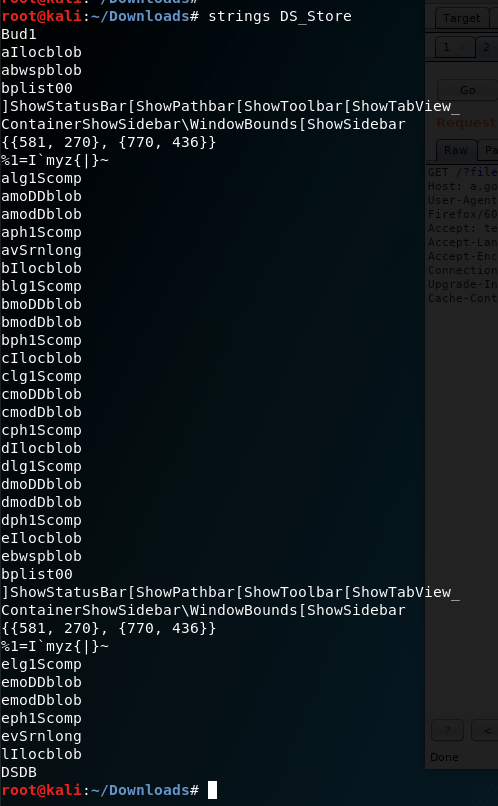 root@kali:~/Downloads# strings DS_Store
Bud1
aIlocblob
abwspblob
bplist00
]ShowStatusBar[ShowPathbar[ShowToolbar[ShowTabView_
ContainerShowSidebar\WindowBounds[ShowSidebar
{{581, 270}, {770, 436}}
%1=I`myz{|}~
alg1Scomp
amoDDblob
amodDblob
aph1Scomp
avSrnlong
bIlocblob
blg1Scomp
bmoDDblob
bmodDblob
bph1Scomp
cIlocblob
clg1Scomp
cmoDDblob
cmodDblob
cph1Scomp
dIlocblob
dlg1Scomp
dmoDDblob
dmodDblob
dph1Scomp
eIlocblob
ebwspblob
bplist00
]ShowStatusBar[ShowPathbar[ShowToolbar[ShowTabView_
ContainerShowSidebar\WindowBounds[ShowSidebar
{{581, 270}, {770, 436}}
%1=I`myz{|}~
elg1Scomp
emoDDblob
emodDblob
eph1Scomp
evSrnlong
lIlocblob
DSDB
root@kali:~/Downloads#
Target
1 2
Go
Request
Raw Pa
GET /?file
Host: a.go
User-Agent
Firefox/60
Accept: te
Accept-Lan
Accept-Enc
Connection
Upgrade-In
Cache-Cont
? <
Done